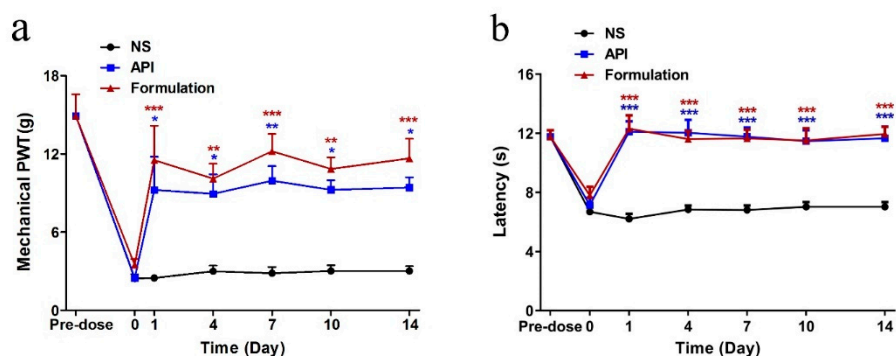 a
NS
API
Formulation
Mechanical PWT(g)
18
12
6
0
*** * ** * *** ** ** * *** *
Pre-dose 0 1 4 7 10 14
Time (Day)
b
NS
API
Formulation
Latency (s)
16
12
8
4
0
*** *** *** *** *** *** *** *** *** ***
Pre-dose 0 1 4 7 10 14
Time (Day)